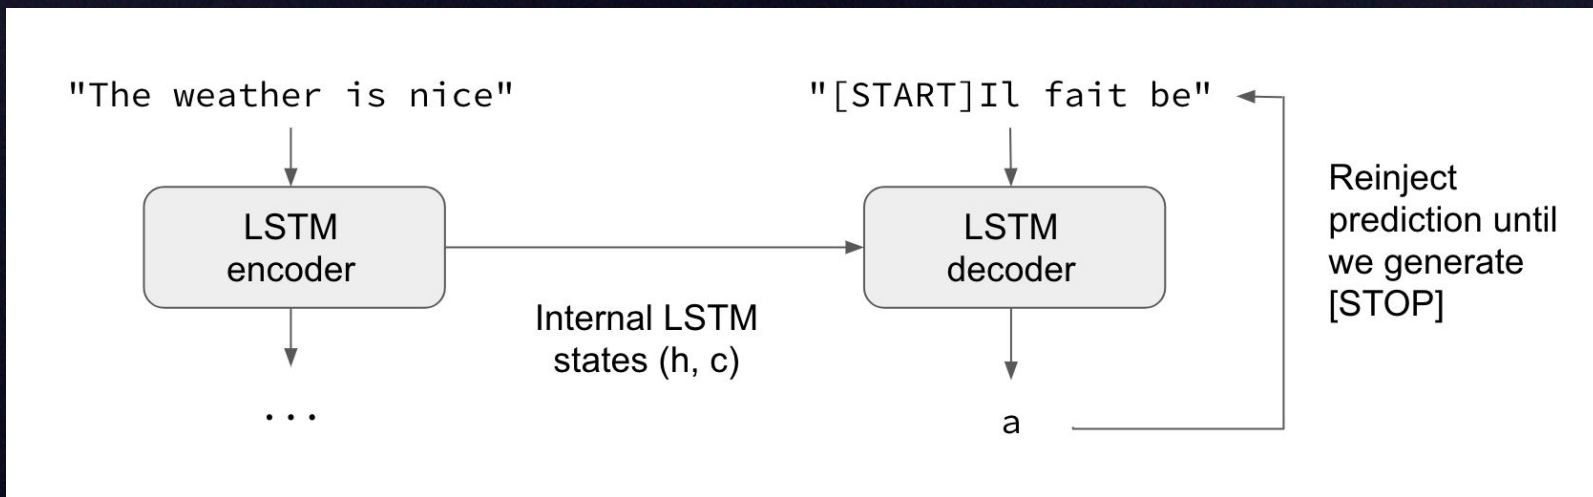 "The weather is nice"
"[START]Il fait be"
LSTM
encoder
LSTM
decoder
Internal LSTM
states (h, c)
Reinject
prediction until
we generate
[STOP]
...
a